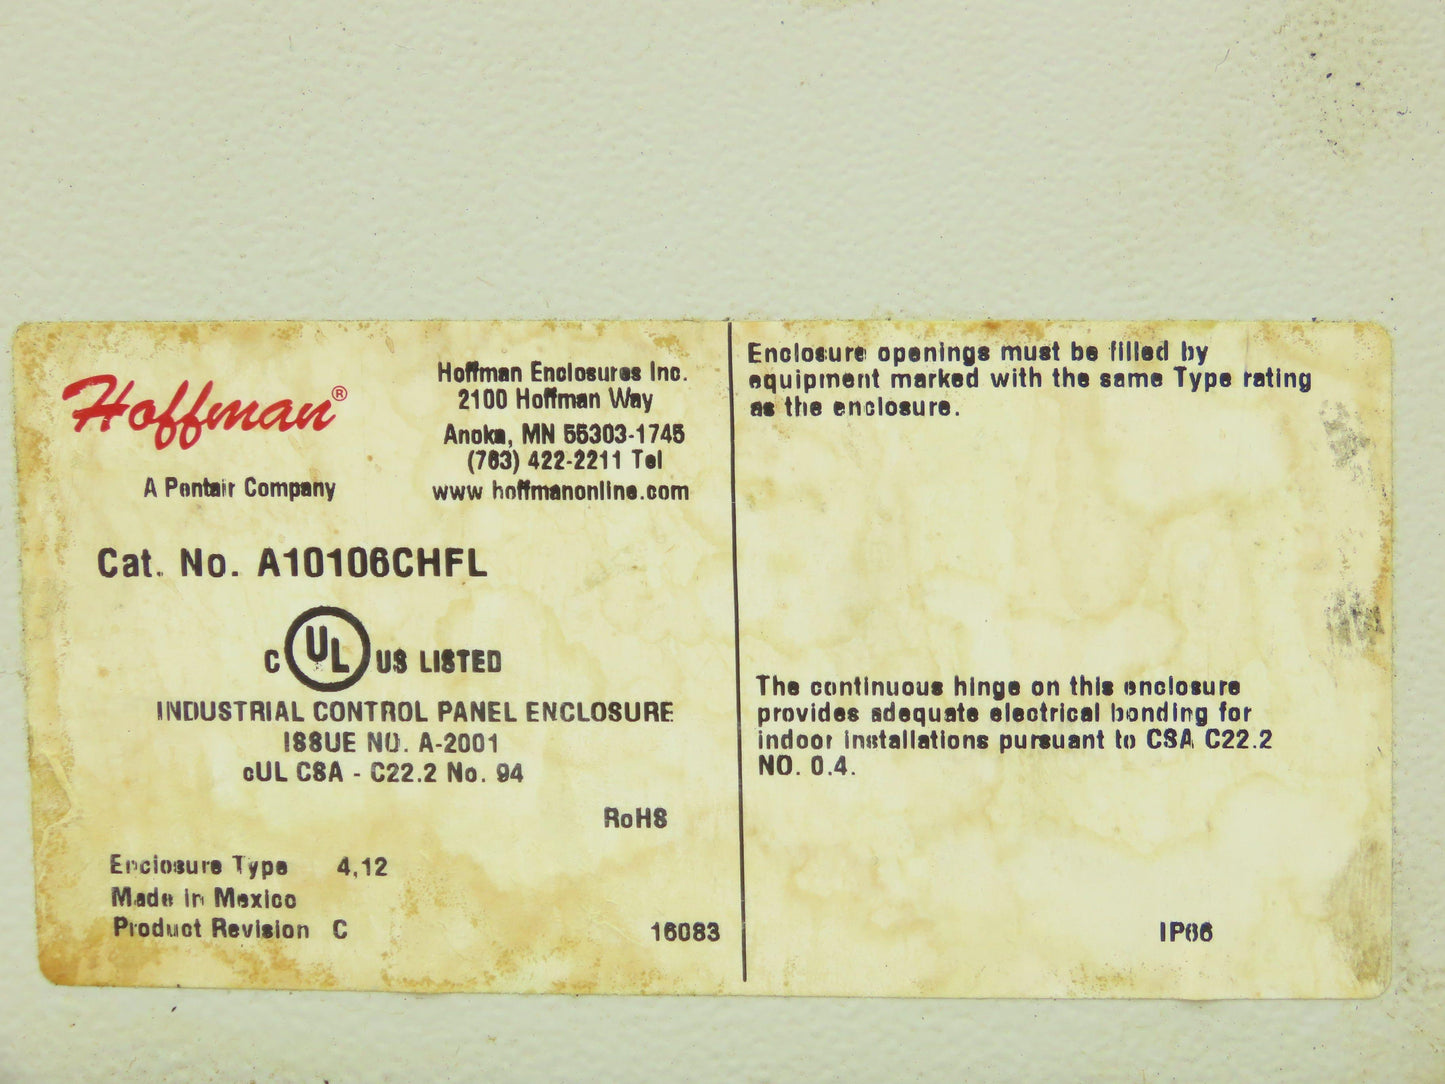 Hoffman®
A Pentair Company
Hoffman Enclosures Inc.
2100 Hoffman Way
Anoka, MN 55303-1745
(763) 422-2211 Tel
www hoffmanonline.com
Cat. No. A10106CHFL
C UL US LISTED
INDUSTRIAL CONTROL PANEL ENCLOSURE
ISSUE NO. A-2001
cUL CSA - C22.2 No. 94
RoHS
Enclosure Type 4,12
Made in Mexico
Product Revision C
16083
Enclosure openings must be filled by
equipment marked with the same Type rating
as the enclosure.
The continuous hinge on this enclosure
provides adequate electrical bonding for
indoor installations pursuant to CSA C22.2
NO. 0.4.
IP66